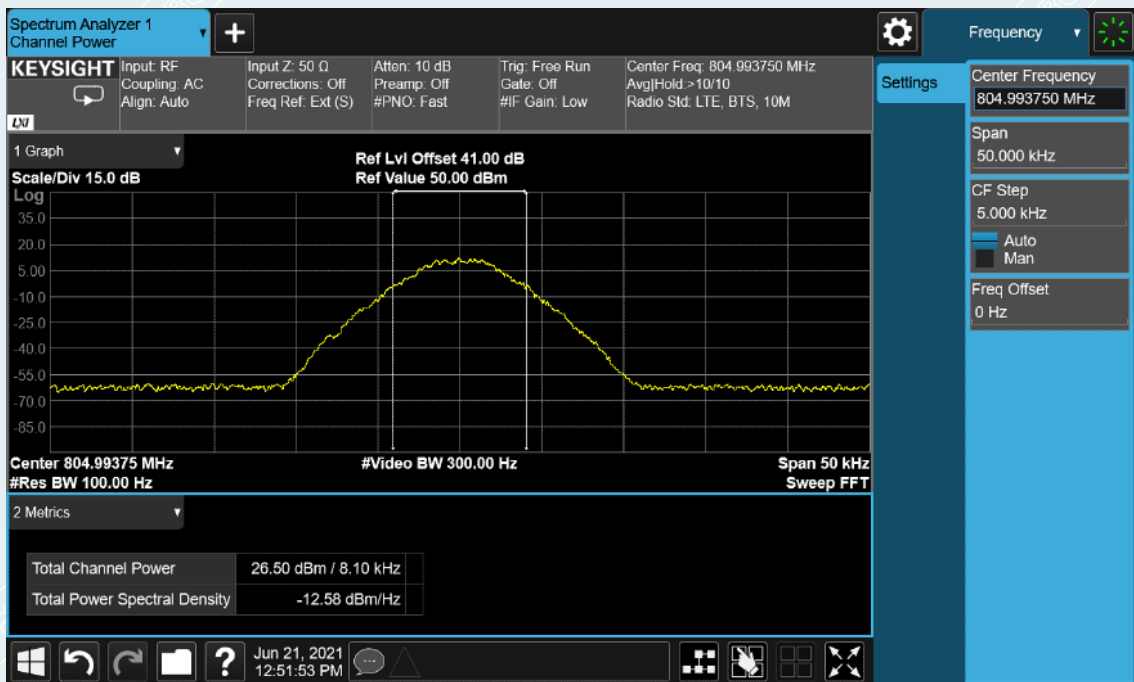 Spectrum Analyzer 1
Channel Power
+
Frequency
KEYSIGHT
LXI
Input: RF
Coupling: AC
Align: Auto
Input Z: 50 Ω
Corrections: Off
Freq Ref: Ext (S)
Atten: 10 dB
Preamp: Off
#PNO: Fast
Trig: Free Run
Gate: Off
#IF Gain: Low
Center Freq: 804.993750 MHz
Avg|Hold:>10/10
Radio Std: LTE, BTS, 10M
Settings
Center Frequency
804.993750 MHz
Span
50.000 kHz
CF Step
5.000 kHz
Auto
Man
Freq Offset
0 Hz
1 Graph
Scale/Div 15.0 dB
Ref Lvl Offset 41.00 dB
Ref Value 50.00 dBm
Log
35.0
20.0
5.00
-10.0
-25.0
-40.0
-55.0
-70.0
-85.0
Center 804.99375 MHz
#Video BW 300.00 Hz
Span 50 kHz
#Res BW 100.00 Hz
Sweep FFT
2 Metrics
Total Channel Power 26.50 dBm / 8.10 kHz
Total Power Spectral Density -12.58 dBm/Hz
?
Jun 21, 2021
12:51:53 PM